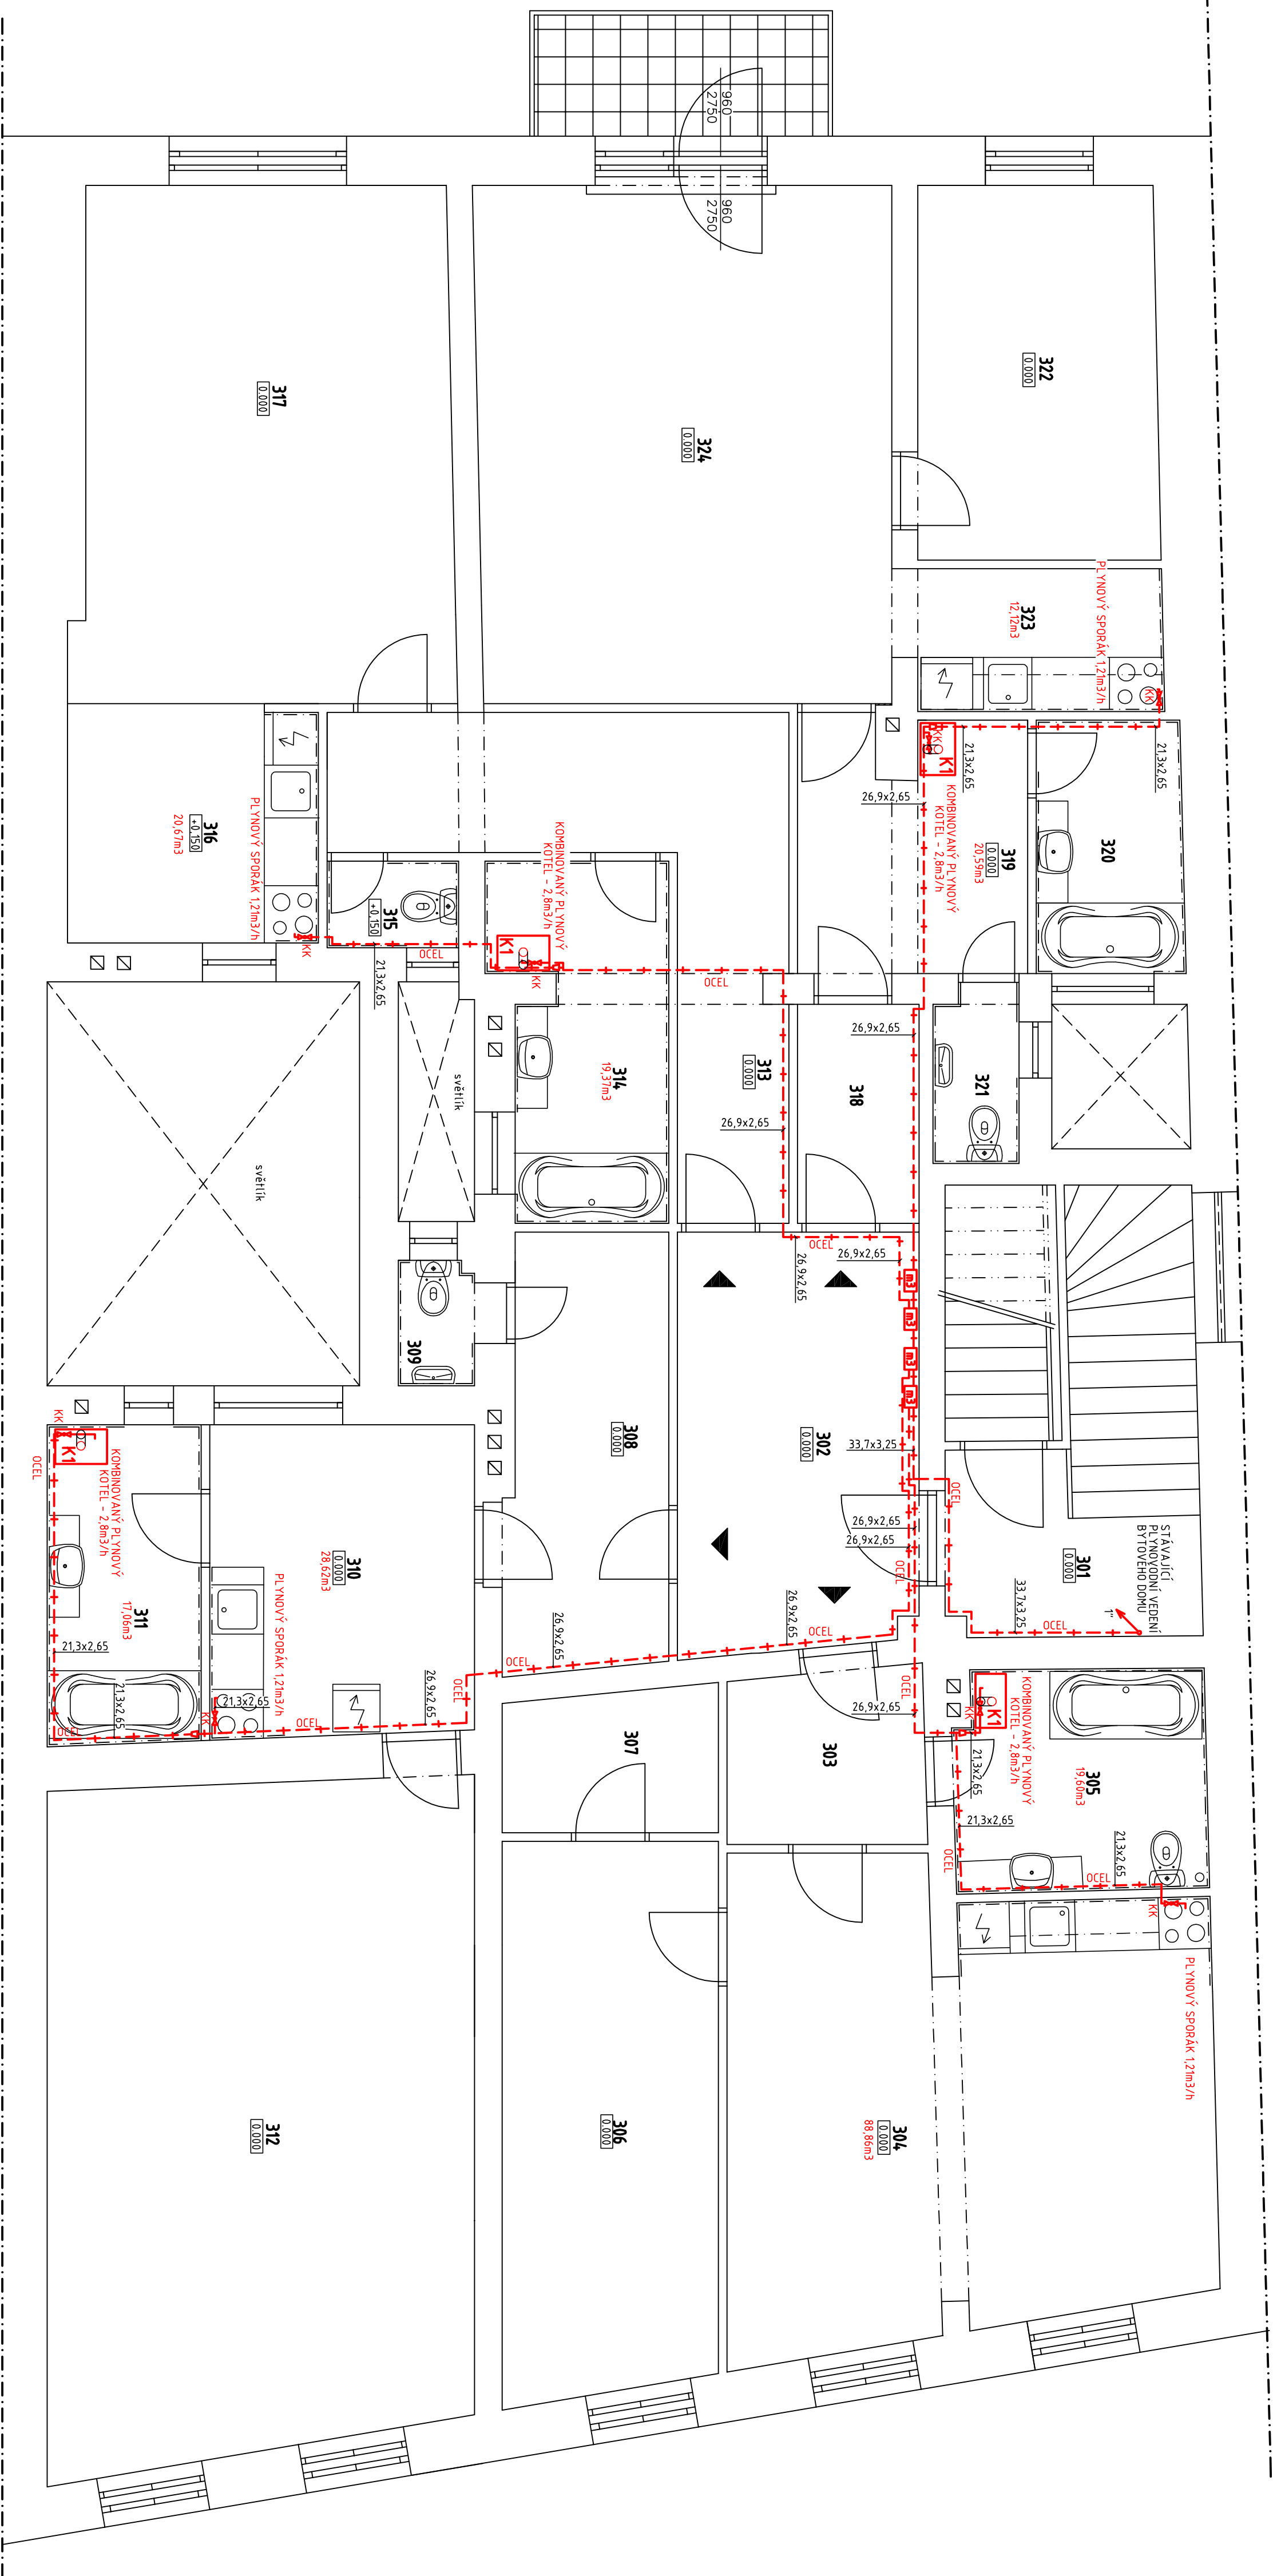 960
2750
960
2750
322
0.000
317
0.000
324
0.000
PLYNOVÝ SPORÁK 1,21m3/h
323
12,12m3
KK
21,3x2,65
21,3x2,65
KK
K1
26,9x2,65
KOMBINOVANÝ PLYNOVÝ
KOTEL - 2,8m3/h
319
0.000
20,59m3
320
316
+0.150
20,67m3
PLYNOVÝ SPORÁK 1,21m3/h
KK
315
+0.150
21,3x2,65
OCEL
KOMBINOVANÝ PLYNOVÝ
KOTEL - 2,8m3/h
K1
KK
OCEL
314
19,37m3
313
0.000
26,9x2,65
318
26,9x2,65
321
světlík
světlík
OCEL
26,9x2,65
26,9x2,65
m3
m3
m3
m3
309
308
0.000
302
0.000
33,7x3,25
26,9x2,65
26,9x2,65
OCEL
OCEL
301
0.000
33,7x3,25
STÁVAJÍCÍ
PLYNOVODNÍ VEDENÍ
BYTOVÉHO DOMU
1"
OCEL
KK
K1
OCEL
KOMBINOVANÝ PLYNOVÝ
KOTEL - 2,8m3/h
311
17,06m3
21,3x2,65
21,3x2,65
OCEL
310
0.000
28,62m3
PLYNOVÝ SPORÁK 1,21m3/h
21,3x2,65
KK
OCEL
26,9x2,65
OCEL
OCEL
26,9x2,65
26,9x2,65
307
303
26,9x2,65
OCEL
KK
K1
KOMBINOVANÝ PLYNOVÝ
KOTEL - 2,8m3/h
21,3x2,65
305
19,60m3
21,3x2,65
21,3x2,65
OCEL
OCEL
KK
PLYNOVÝ SPORÁK 1,21m3/h
312
0.000
306
0.000
304
0.000
88,86m3